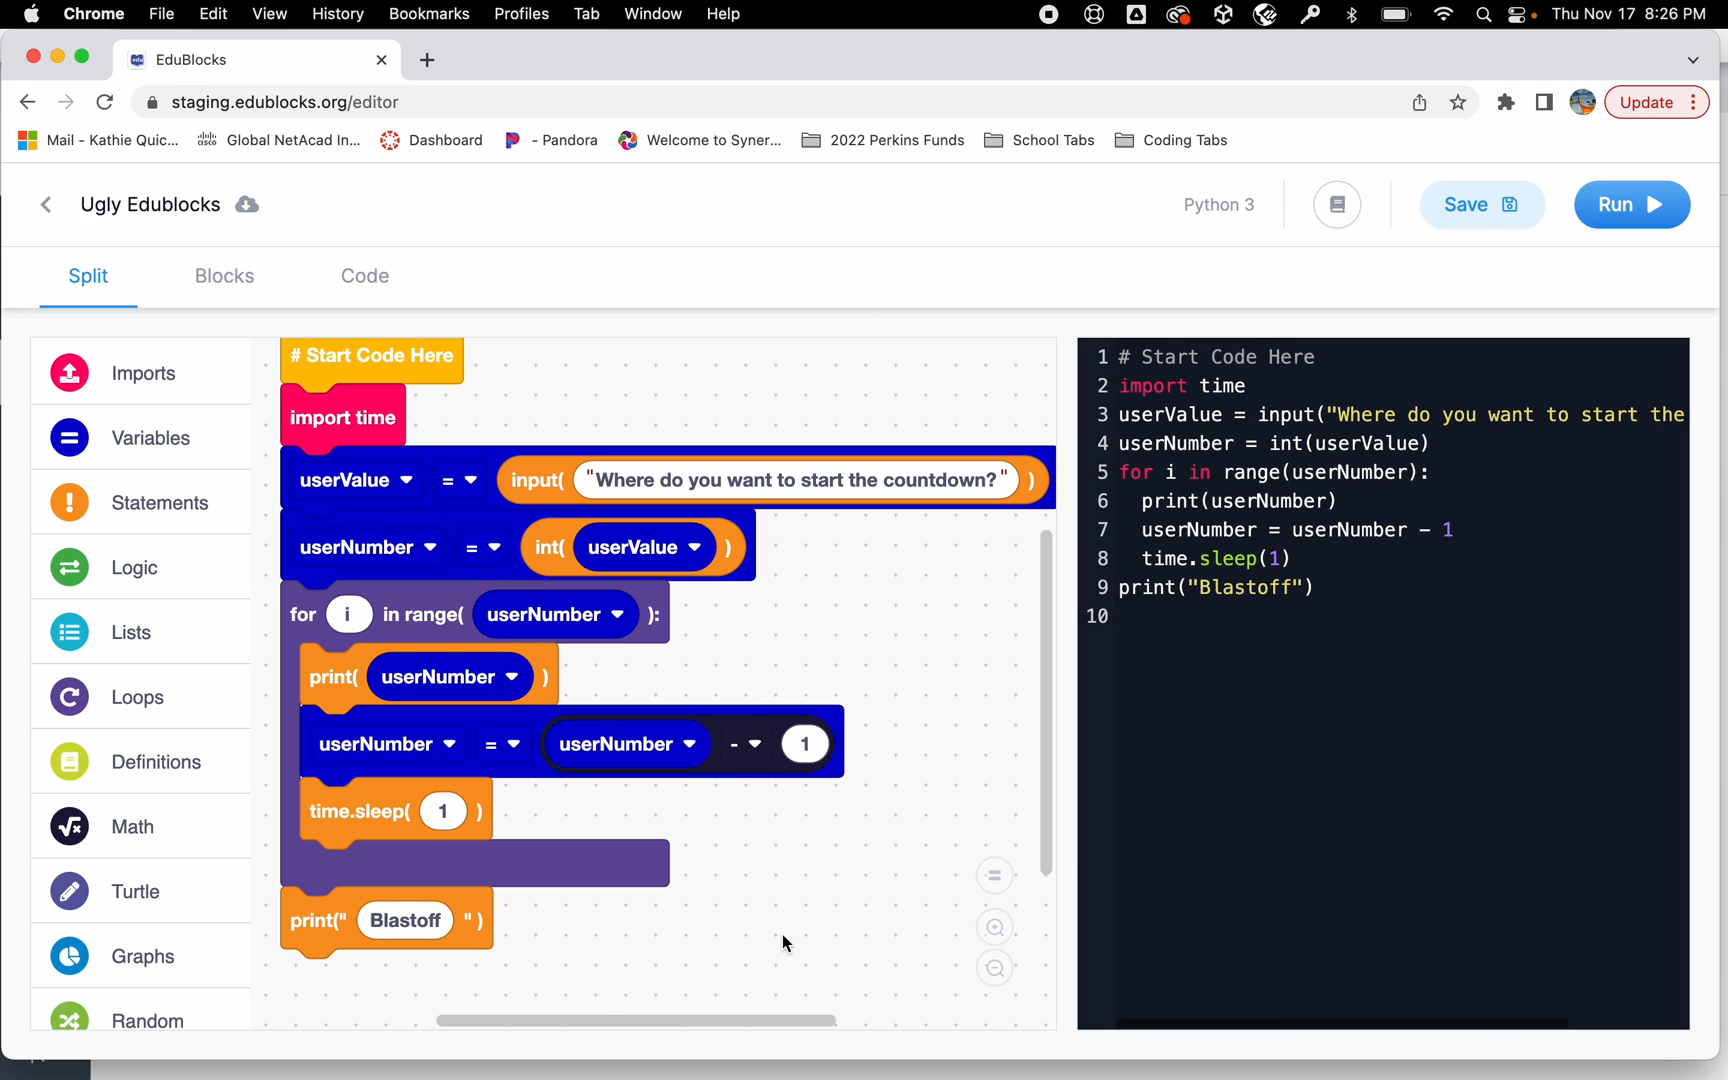 Chrome File Edit View History Bookmarks Profiles Tab Window Help Thu Nov 17 8:26 PM
EduBlocks
staging.edublocks.org/editor Update
Mail - Kathie Quic... Global NetAcad In... Dashboard - Pandora Welcome to Syner... 2022 Perkins Funds School Tabs Coding Tabs
Ugly Edublocks Python 3 Save Run
Split Blocks Code
Imports
Variables
Statements
Logic
Lists
Loops
Definitions
Math
Turtle
Graphs
Random
# Start Code Here
import time
userValue = input( "Where do you want to start the countdown?" )
userNumber = int( userValue )
for i in range( userNumber ):
print( userNumber )
userNumber = userNumber - 1
time.sleep( 1 )
print(" Blastoff ")
1 # Start Code Here
2 import time
3 userValue = input("Where do you want to start the
4 userNumber = int(userValue)
5 for i in range(userNumber):
6 print(userNumber)
7 userNumber = userNumber - 1
8 time.sleep(1)
9 print("Blastoff")
10